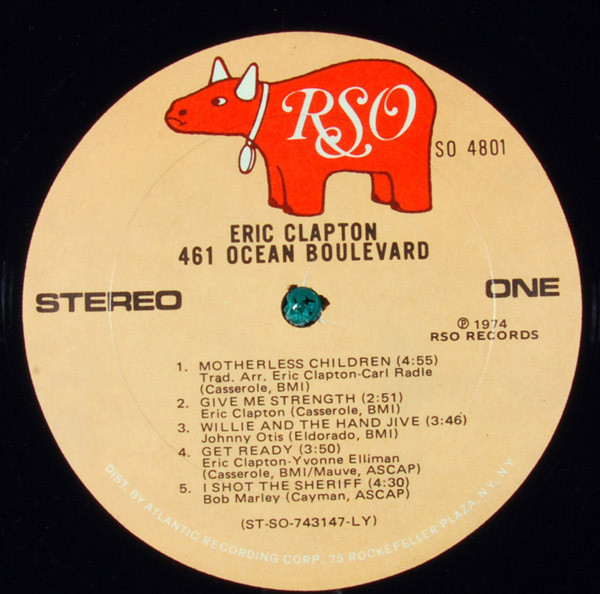 RSO
SO 4801
ERIC CLAPTON
461 OCEAN BOULEVARD
STEREO
ONE
Ⓟ 1974
RSO RECORDS
1. MOTHERLESS CHILDREN (4:55)
Trad. Arr. Eric Clapton-Carl Radle
(Casserole, BMI)
2. GIVE ME STRENGTH (2:51)
Eric Clapton (Casserole, BMI)
3. WILLIE AND THE HAND JIVE (3:46)
Johnny Otis (Eldorado, BMI)
4. GET READY (3:50)
Eric Clapton-Yvonne Elliman
(Casserole, BMI/Mauve, ASCAP)
5. I SHOT THE SHERIFF (4:30)
Bob Marley (Cayman, ASCAP)
(ST-SO-743147-LY)
DIST. BY ATLANTIC RECORDING CORP., 75 ROCKEFELLER PLAZA, N.Y., N.Y.